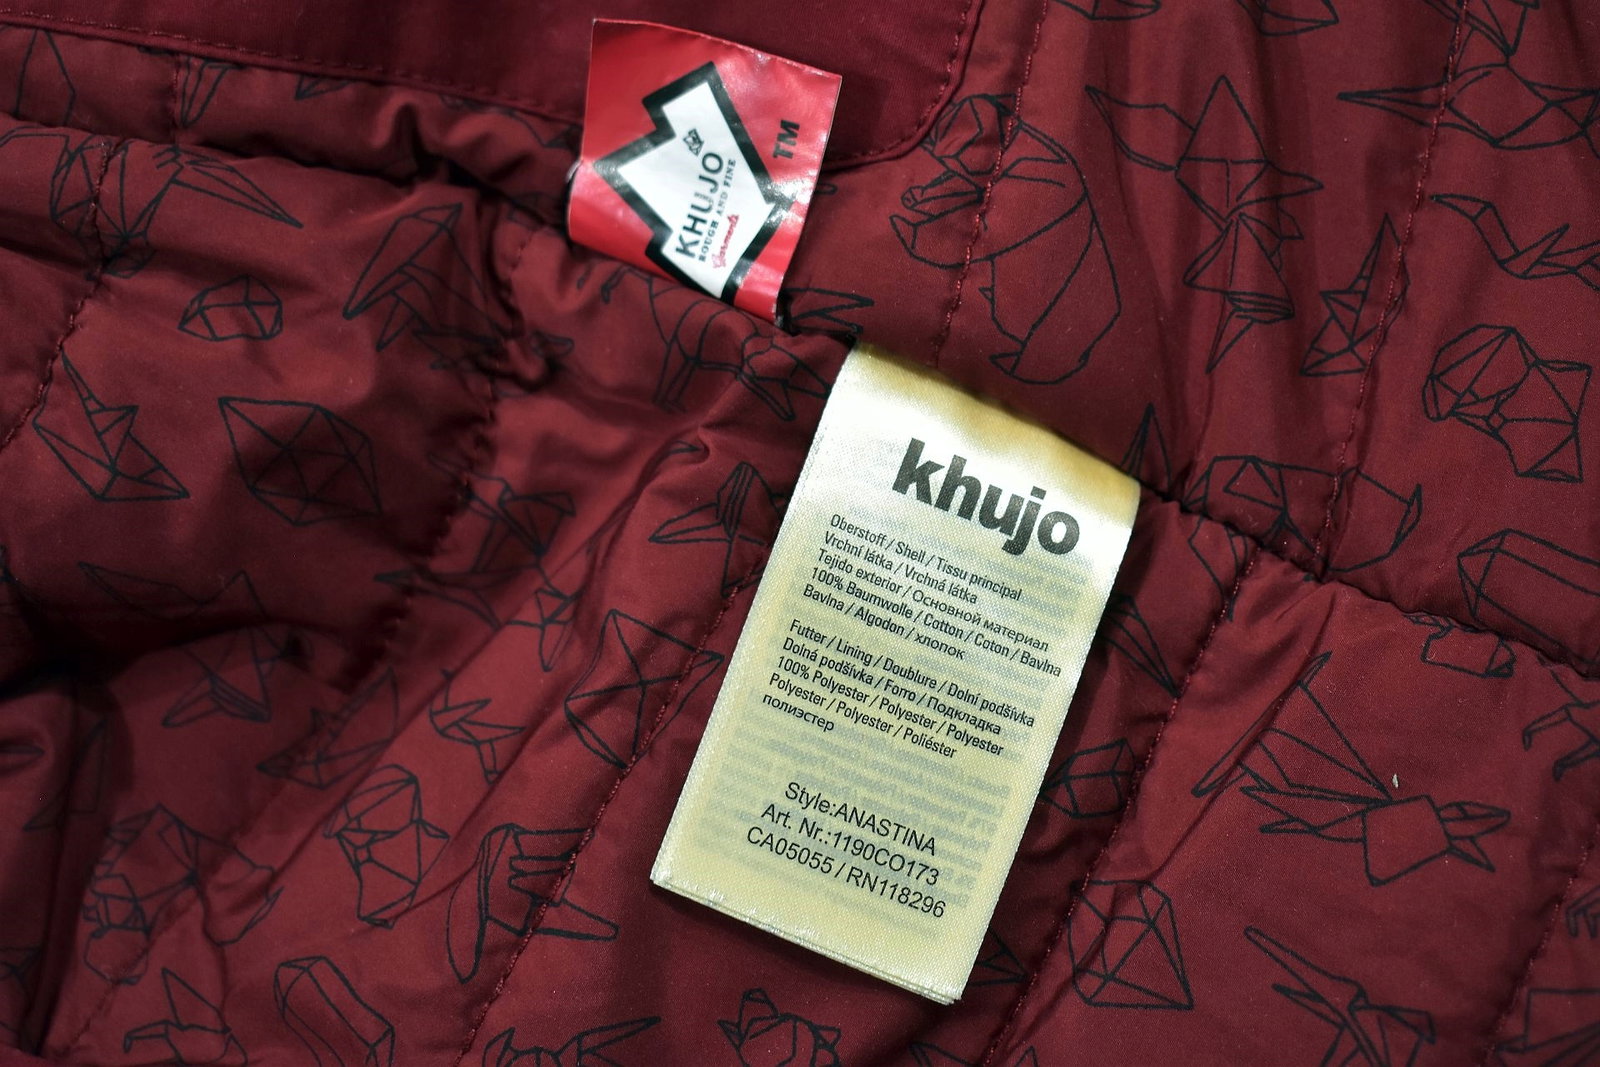 KHUJO
ROUGH AND FINE
Garments
TM
khujo
Oberstoff / Shell / Tissu principal
Vrchní látka / Vrchná látka
Tejido exterior / Основной материал
100% Baumwolle / Cotton / Coton / Bavlna
Bavlna / Algodon / хлопок
Futter / Lining / Doublure / Dolní podšívka
Dolná podšívka / Forro / Подкладка
100% Polyester / Polyester / Polyester
Polyester / Polyester / Poliéster
полиэстер
Style:ANASTINA
Art. Nr.:1190CO173
CA05055 / RN118296